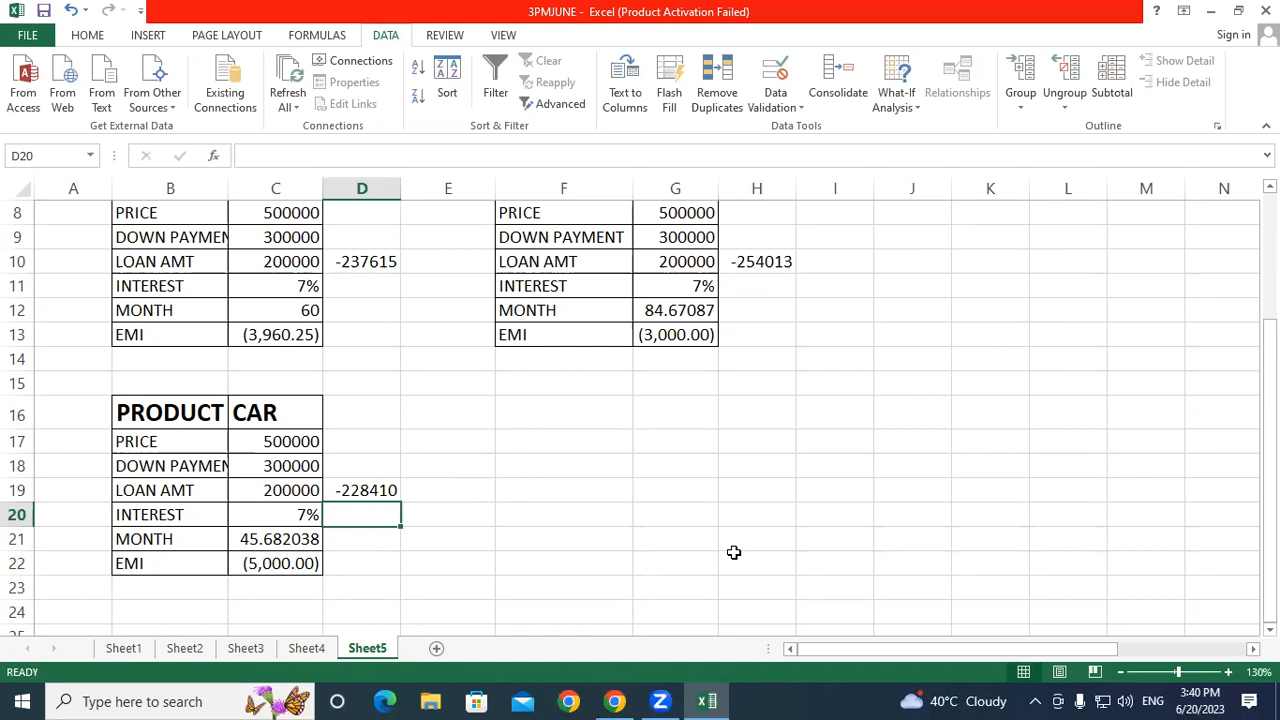 3PMJUNE - Excel (Product Activation Failed)
?
FILE HOME INSERT PAGE LAYOUT FORMULAS DATA REVIEW VIEW Sign in
From Access
From Web
From Text
From Other Sources
Get External Data
Existing Connections
Refresh All
Connections
Properties
Edit Links
Connections
Sort
Filter
Clear
Reapply
Advanced
Sort & Filter
Text to Columns
Flash Fill
Remove Duplicates
Data Validation
Consolidate
What-If Analysis
Relationships
Data Tools
Group
Ungroup
Subtotal
Show Detail
Hide Detail
Outline
D20 fx
A B C D E F G H I J K L M N
8 PRICE 500000 PRICE 500000
9 DOWN PAYMEN 300000 DOWN PAYMENT 300000
10 LOAN AMT 200000 -237615 LOAN AMT 200000 -254013
11 INTEREST 7% INTEREST 7%
12 MONTH 60 MONTH 84.67087
13 EMI (3,960.25) EMI (3,000.00)
14
15
16 PRODUCT CAR
17 PRICE 500000
18 DOWN PAYMEN 300000
19 LOAN AMT 200000 -228410
20 INTEREST 7%
21 MONTH 45.682038
22 EMI (5,000.00)
23
24
25
Sheet1 Sheet2 Sheet3 Sheet4 Sheet5
READY 130%
Type here to search 40°C Cloudy ENG 3:40 PM
6/20/2023